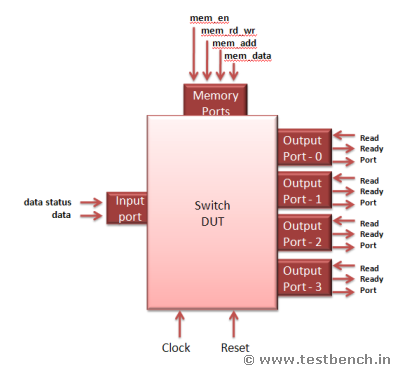 mem_en
mem_rd_wr
mem_add
mem_data
Memory
Ports
data status
data
Input
port
Switch
DUT
Output
Port - 0
Read
Ready
Port
Output
Port - 1
Read
Ready
Port
Output
Port - 2
Read
Ready
Port
Output
Port - 3
Read
Ready
Port
Clock
Reset
© www.testbench.in